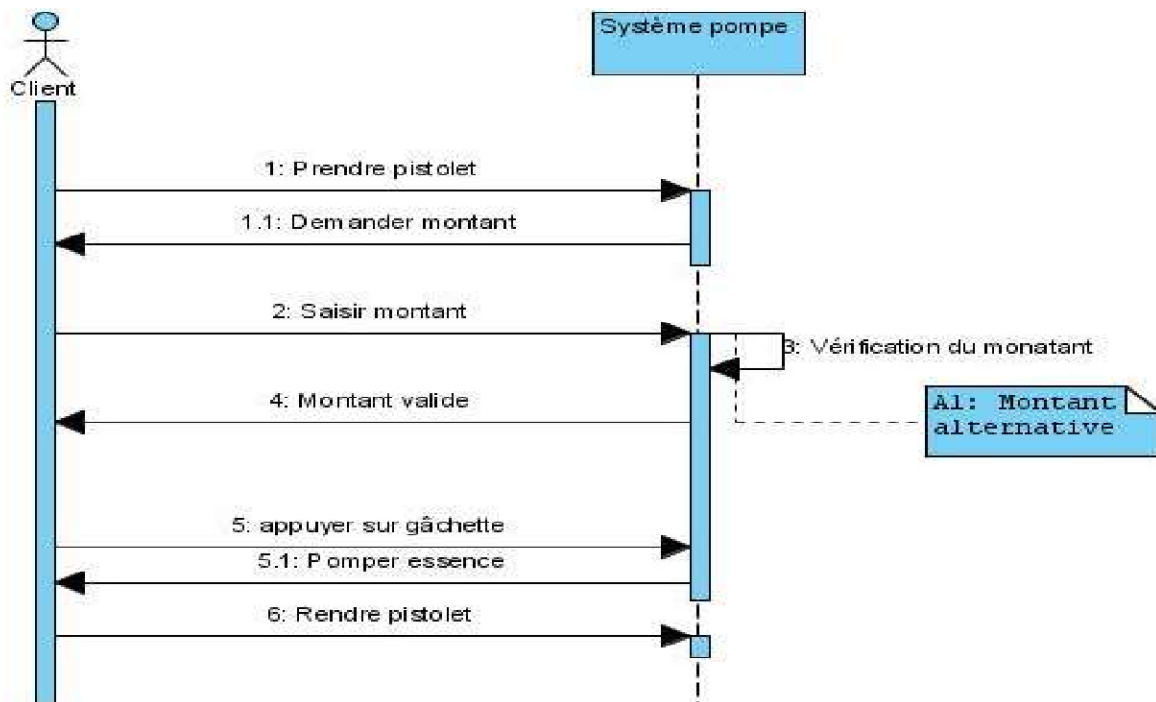 Système pompe
Client
1: Prendre pistolet
1.1: Demander montant
2: Saisir montant
3: Vérification du monatant
4: Montant valide
A1: Montant
alternative
5: appuyer sur gâchette
5.1: Pomper essence
6: Rendre pistolet